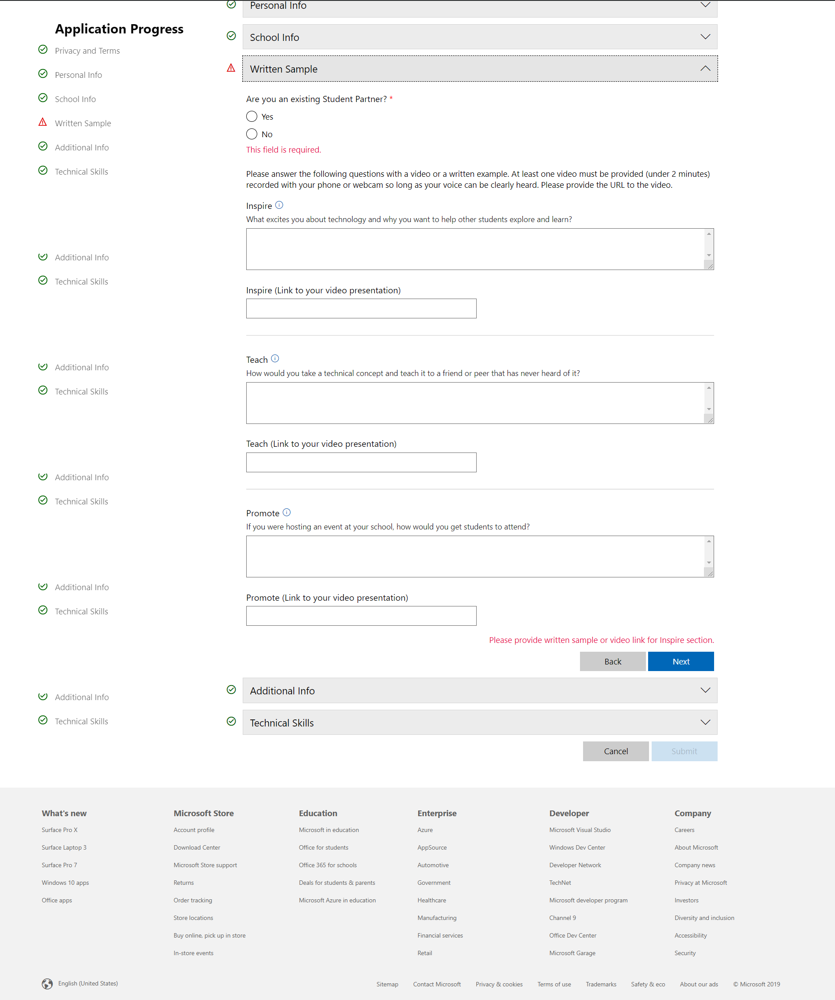 Application Progress
Privacy and Terms
Personal Info
School Info
Written Sample
Additional Info
Technical Skills
Additional Info
Technical Skills
Additional Info
Technical Skills
Additional Info
Technical Skills
Additional Info
Technical Skills
Additional Info
Technical Skills
Personal Info
School Info
Written Sample
Are you an existing Student Partner? *
Yes
No
This field is required.
Please answer the following questions with a video or a written example. At least one video must be provided (under 2 minutes)
recorded with your phone or webcam so long as your voice can be clearly heard. Please provide the URL to the video.
Inspire
What excites you about technology and why you want to help other students explore and learn?
Inspire (Link to your video presentation)
Teach
How would you take a technical concept and teach it to a friend or peer that has never heard of it?
Teach (Link to your video presentation)
Promote
If you were hosting an event at your school, how would you get students to attend?
Promote (Link to your video presentation)
Please provide written sample or video link for Inspire section.
Back Next
Additional Info
Technical Skills
Cancel Submit
What's new
Surface Pro X
Surface Laptop 3
Surface Pro 7
Windows 10 apps
Office apps
Microsoft Store
Account profile
Download Center
Microsoft Store support
Returns
Order tracking
Store locations
Buy online, pick up in store
In-store events
Education
Microsoft in education
Office for students
Office 365 for schools
Deals for students & parents
Microsoft Azure in education
Enterprise
Azure
AppSource
Automotive
Government
Healthcare
Manufacturing
Financial services
Retail
Developer
Microsoft Visual Studio
Windows Dev Center
Developer Network
TechNet
Microsoft developer program
Channel 9
Office Dev Center
Microsoft Garage
Company
Careers
About Microsoft
Company news
Privacy at Microsoft
Investors
Diversity and inclusion
Accessibility
Security
English (United States)
Sitemap Contact Microsoft Privacy & cookies Terms of use Trademarks Safety & eco About our ads © Microsoft 2019